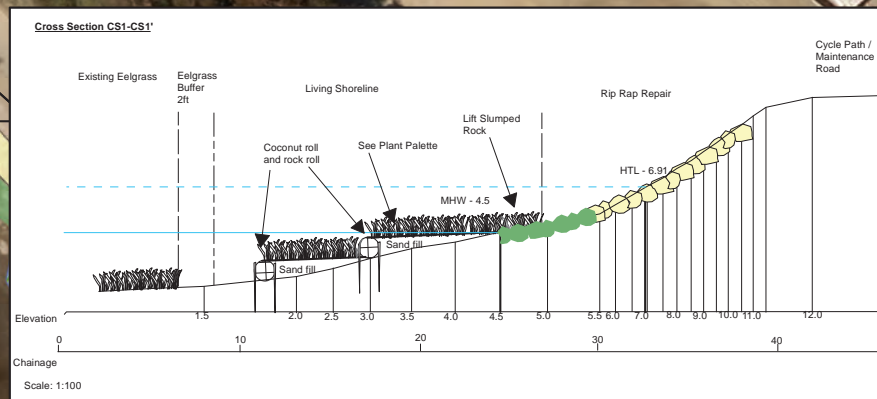 Cross Section CS1-CS1'
Cycle Path /
Maintenance
Road
Existing Eelgrass
Eelgrass
Buffer
2ft
Living Shoreline
Rip Rap Repair
Lift Slumped
Rock
Coconut roll
and rock roll
See Plant Palette
HTL - 6.91
MHW - 4.5
Sand fill
Sand fill
Elevation
1.5 2.0 2.5 3.0 3.5 4.0 4.5 5.0 5.5 6.0 7.0 8.0 9.0 10.0 11.0 12.0
0 10 20 30 40
Chainage
Scale: 1:100